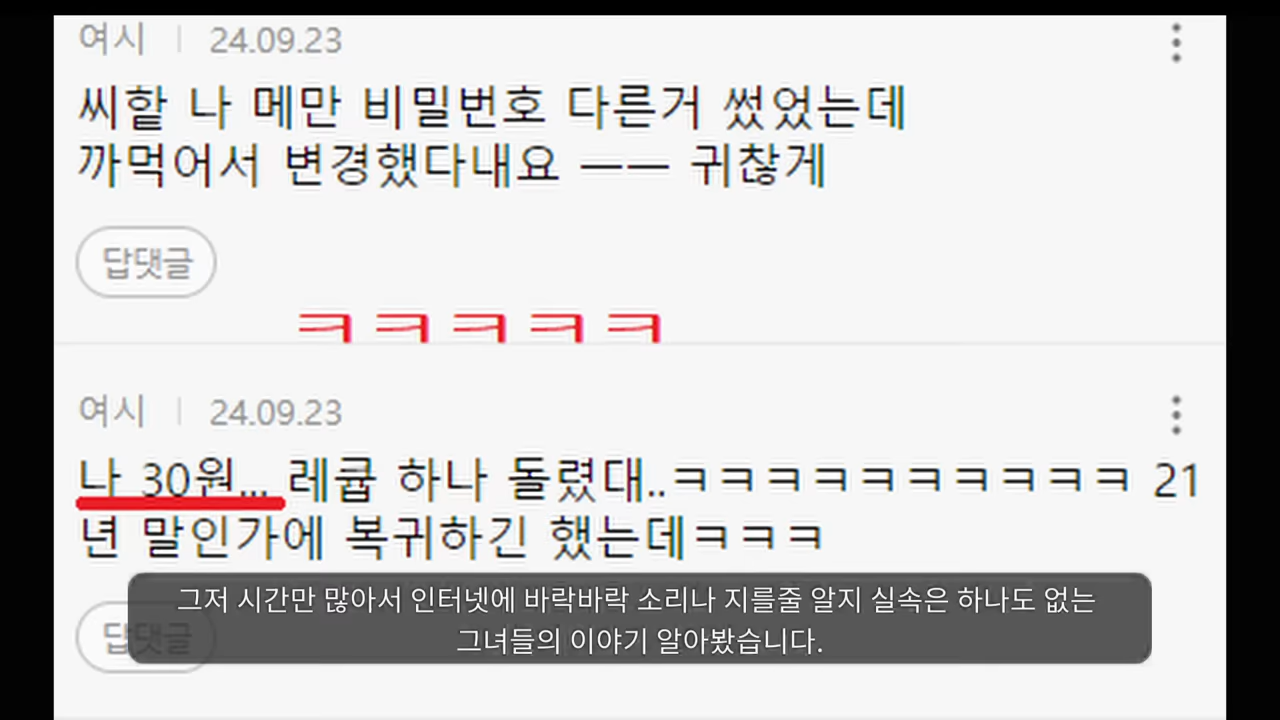 여시 | 24.09.23
씨핥 나 메만 비밀번호 다른거 썼었는데
까먹어서 변경했다내요 ㅡㅡ 귀찮게
답댓글
ㅋㅋㅋㅋㅋ
여시 | 24.09.23
나 30원... 레큡 하나 돌렸대..ㅋㅋㅋㅋㅋㅋㅋㅋㅋㅋ 21
년 말인가에 복귀하긴 했는데ㅋㅋㅋ
답댓글
그저 시간만 많아서 인터넷에 바락바락 소리나 지를줄 알지 실속은 하나도 없는
그녀들의 이야기 알아봤습니다.